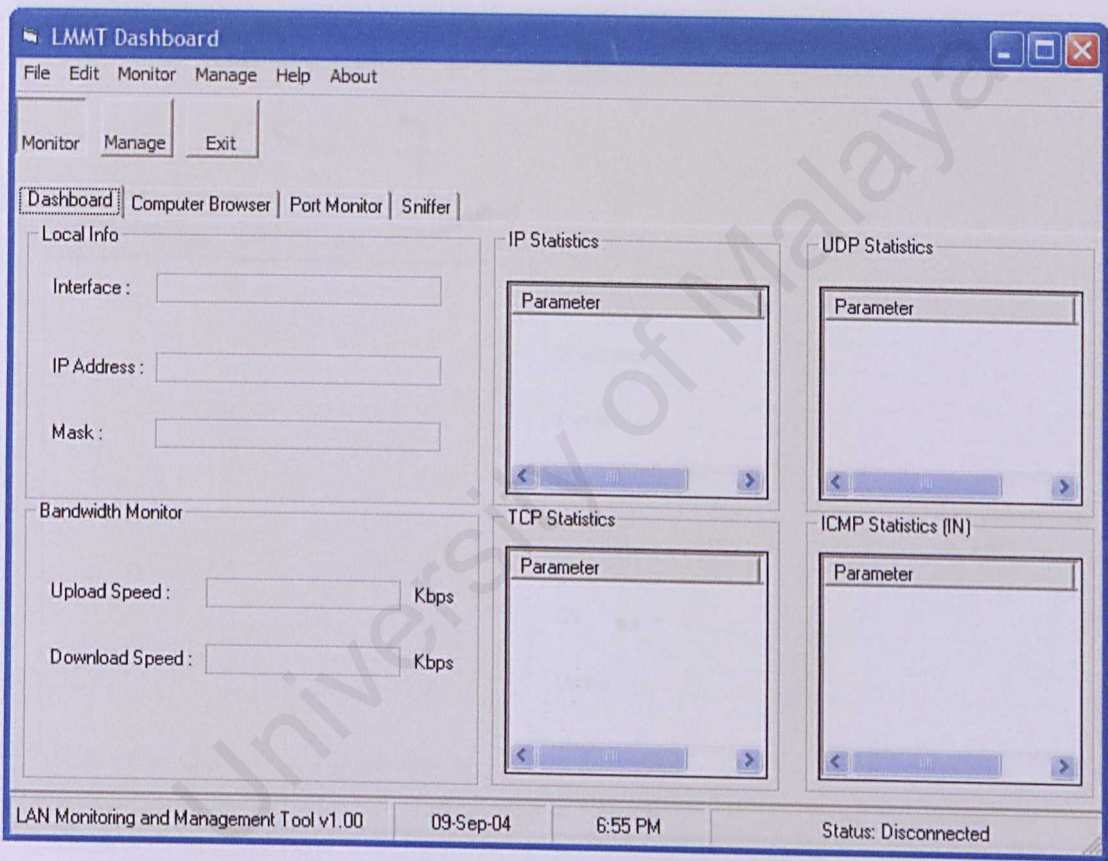 LMMT Dashboard
File Edit Monitor Manage Help About
Monitor Manage Exit
Dashboard Computer Browser Port Monitor Sniffer
Local Info
Interface :
IP Address :
Mask :
Bandwidth Monitor
Upload Speed : Kbps
Download Speed : Kbps
IP Statistics
Parameter
UDP Statistics
Parameter
TCP Statistics
Parameter
ICMP Statistics (IN)
Parameter
LAN Monitoring and Management Tool v1.00 09-Sep-04 6:55 PM Status: Disconnected
University of Malaya